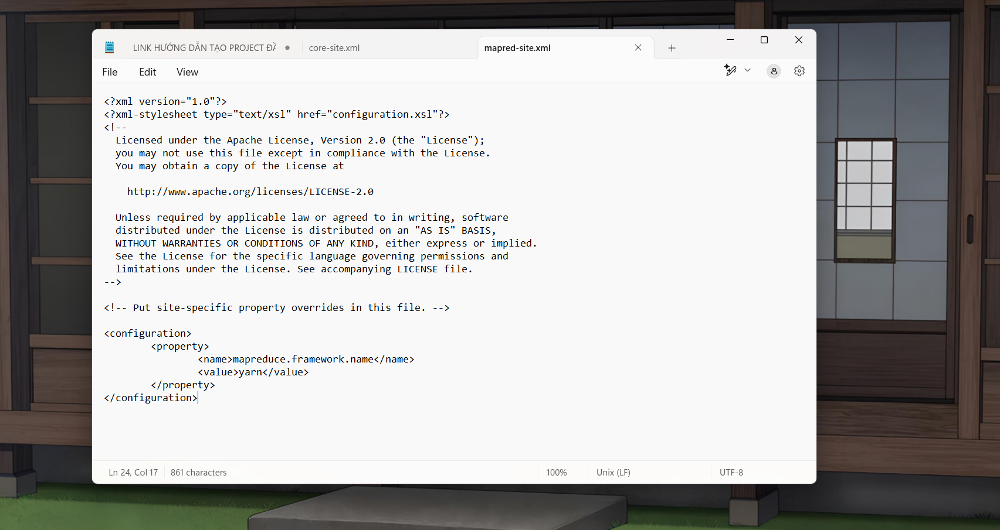 LINK HƯỚNG DẪN TẠO PROJECT
core-site.xml
mapred-site.xml
File Edit View
<?xml version="1.0"?>
<?xml-stylesheet type="text/xsl" href="configuration.xsl"?>
<!--
Licensed under the Apache License, Version 2.0 (the "License");
you may not use this file except in compliance with the License.
You may obtain a copy of the License at
http://www.apache.org/licenses/LICENSE-2.0
Unless required by applicable law or agreed to in writing, software
distributed under the License is distributed on an "AS IS" BASIS,
WITHOUT WARRANTIES OR CONDITIONS OF ANY KIND, either express or implied.
See the License for the specific language governing permissions and
limitations under the License. See accompanying LICENSE file.
-->
<!-- Put site-specific property overrides in this file. -->
<configuration>
<property>
<name>mapreduce.framework.name</name>
<value>yarn</value>
</property>
</configuration>
Ln 24, Col 17 861 characters 100% Unix (LF) UTF-8